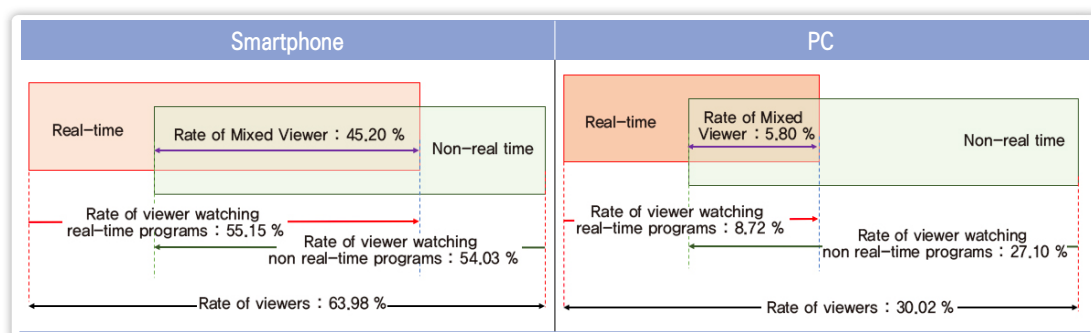 Smartphone
PC
Real-time
Rate of Mixed Viewer : 45.20 %
Non-real time
Rate of viewer watching
real-time programs : 55.15 %
Rate of viewer watching
non real-time programs : 54.03 %
Rate of viewers : 63.98 %
Real-time
Rate of Mixed
Viewer : 5.80 %
Non-real time
Rate of viewer watching
real-time programs : 8.72 %
Rate of viewer watching
non real-time programs : 27.10 %
Rate of viewers : 30.02 %